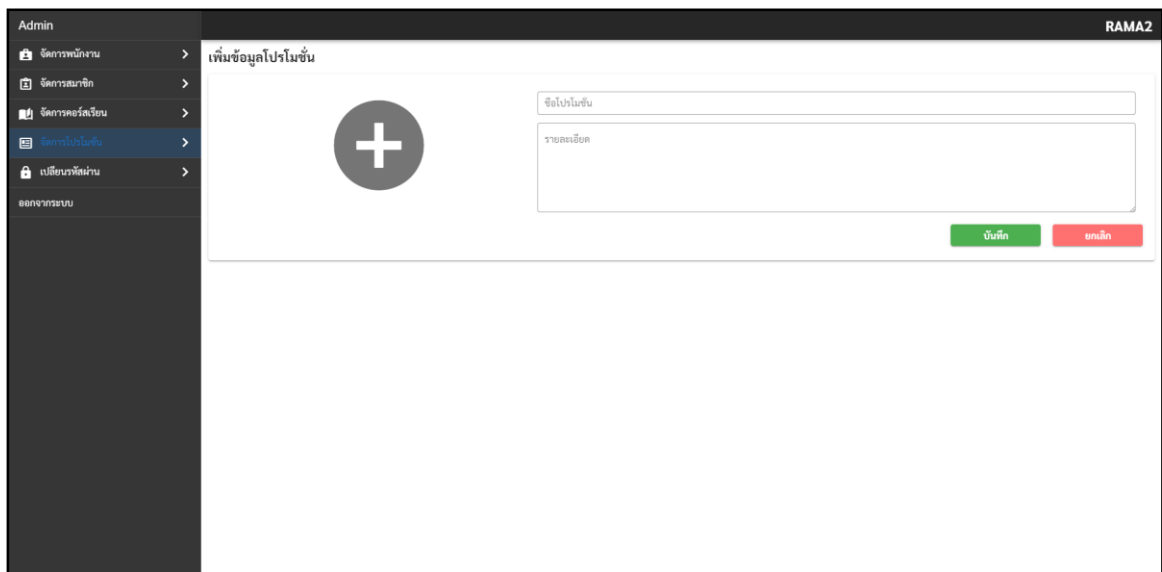 Admin
RAMA2
จัดการพนักงาน
จัดการสมาชิก
จัดการคอร์สเรียน
จัดการโปรโมชัน
เปลี่ยนรหัสผ่าน
ออกจากระบบ
เพิ่มข้อมูลโปรโมชั่น
ชื่อโปรโมชัน
รายละเอียด
บันทึก
ยกเลิก